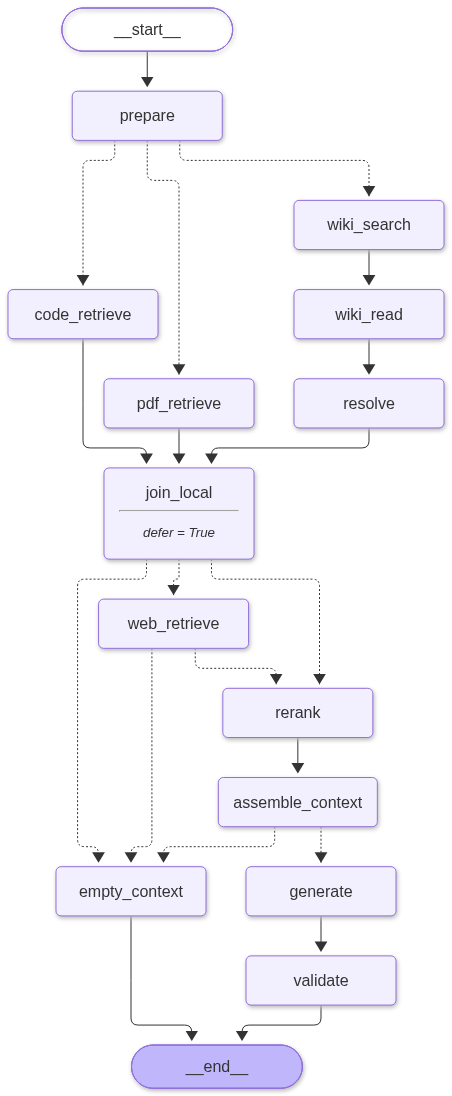 __start__
prepare
wiki_search
code_retrieve
wiki_read
pdf_retrieve
resolve
join_local
defer = True
web_retrieve
rerank
assemble_context
empty_context
generate
validate
__end__